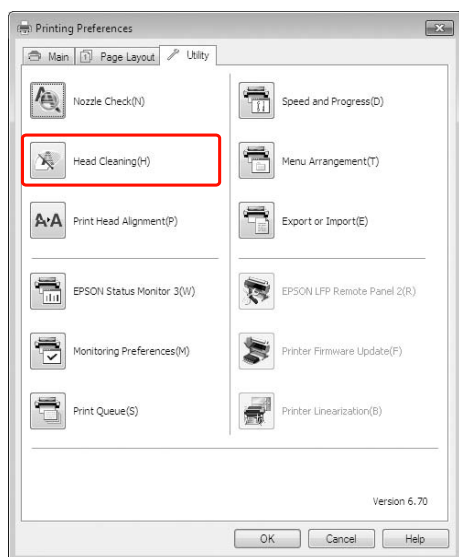 Printing Preferences
Main
Page Layout
Utility
Nozzle Check(N)
Speed and Progress(D)
Head Cleaning(H)
Menu Arrangement(T)
Print Head Alignment(P)
Export or Import(E)
EPSON Status Monitor 3(W)
EPSON LFP Remote Panel 2(R)
Monitoring Preferences(M)
Printer Firmware Update(F)
Print Queue(S)
Printer Linearization(B)
Version 6.70
OK
Cancel
Help